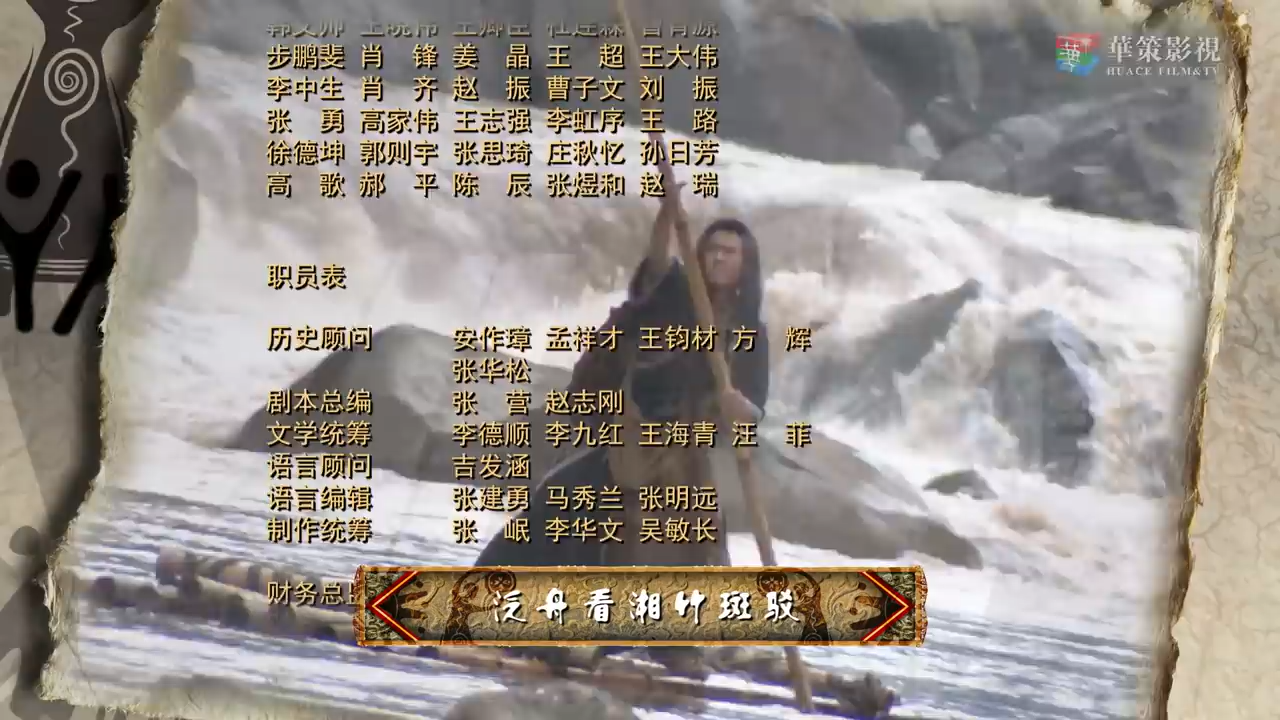 華策影視
HUACE FILM&TV
步鹏斐 肖　锋 姜　晶 王　超 王大伟
李中生 肖　齐 赵　振 曹子文 刘　振
张　勇 高家伟 王志强 李虹序 王　路
徐德坤 郭则宇 张思琦 庄秋忆 孙日芳
高　歌 郝　平 陈　辰 张煜和 赵　瑞
职员表
历史顾问 安作璋 孟祥才 王钧材 方　辉
张华松
剧本总编 张　营 赵志刚
文学统筹 李德顺 李九红 王海青 汪　菲
语言顾问 吉发涵
语言编辑 张建勇 马秀兰 张明远
制作统筹 张　岷 李华文 吴敏长
财务总
泛舟看湘竹斑驳